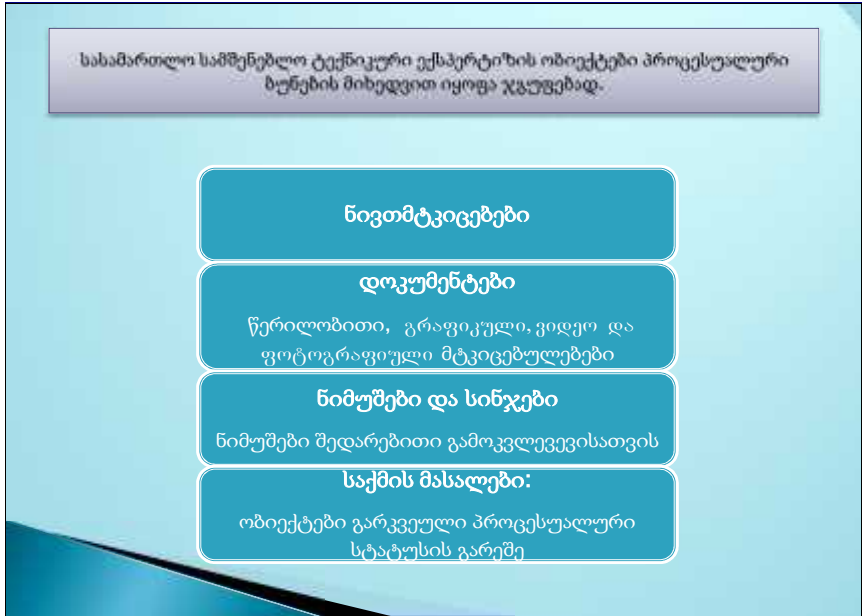 სასამართლო სამშენებლო ტექნიკური ექსპერტიზის ობიექტები პროცესუალური
ბუნების მიხედვით იყოფა ჯგუფებად.
ნივთმტკიცებები
დოკუმენტები
წერილობითი, გრაფიკული, ვიდეო და
ფოტოგრაფიული მტკიცებულებები
ნიმუშები და სინჯები
ნიმუშები შედარებითი გამოკვლევევისათვის
საქმის მასალები:
ობიექტები გარკვეული პროცესუალური
სტატუსის გარეშე